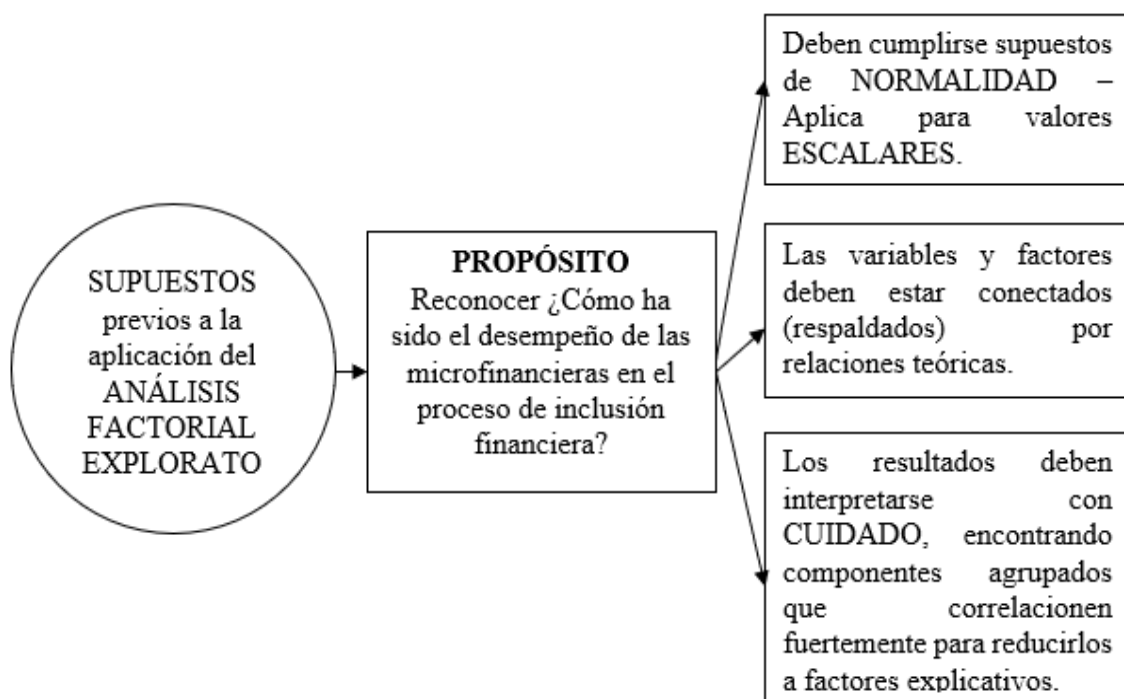 SUPUESTOS
previos a la
aplicación del
ANÁLISIS
FACTORIAL
EXPLORATO
PROPÓSITO
Reconocer ¿Cómo ha
sido el desempeño de las
microfinancieras en el
proceso de inclusión
financiera?
Deben cumplirse supuestos
de NORMALIDAD –
Aplica para valores
ESCALARES.
Las variables y factores
deben estar conectados
(respaldados) por
relaciones teóricas.
Los resultados deben
interpretarse con
CUIDADO, encontrando
componentes agrupados
que correlacionen
fuertemente para reducirlos
a factores explicativos.